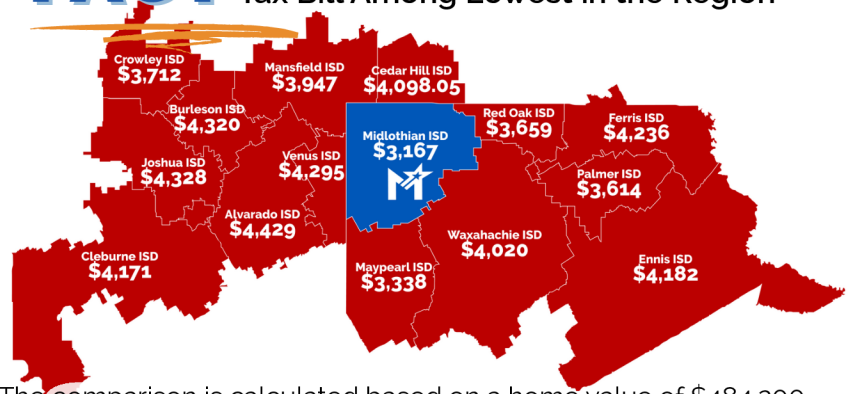 Tax Bill Among Lowest in the Region
Crowley ISD
$3,712
Mansfield ISD
$3,947
Cedar Hill ISD
$4,098.05
Burleson ISD
$4,320
Midlothian ISD
$3,167
M
Red Oak ISD
$3,659
Ferris ISD
$4,236
Joshua ISD
$4,328
Venus ISD
$4,295
Palmer ISD
$3,614
Alvarado ISD
$4,429
Waxahachie ISD
$4,020
Cleburne ISD
$4,171
Maypearl ISD
$3,338
Ennis ISD
$4,182
The comparison is calculated based on a home value of